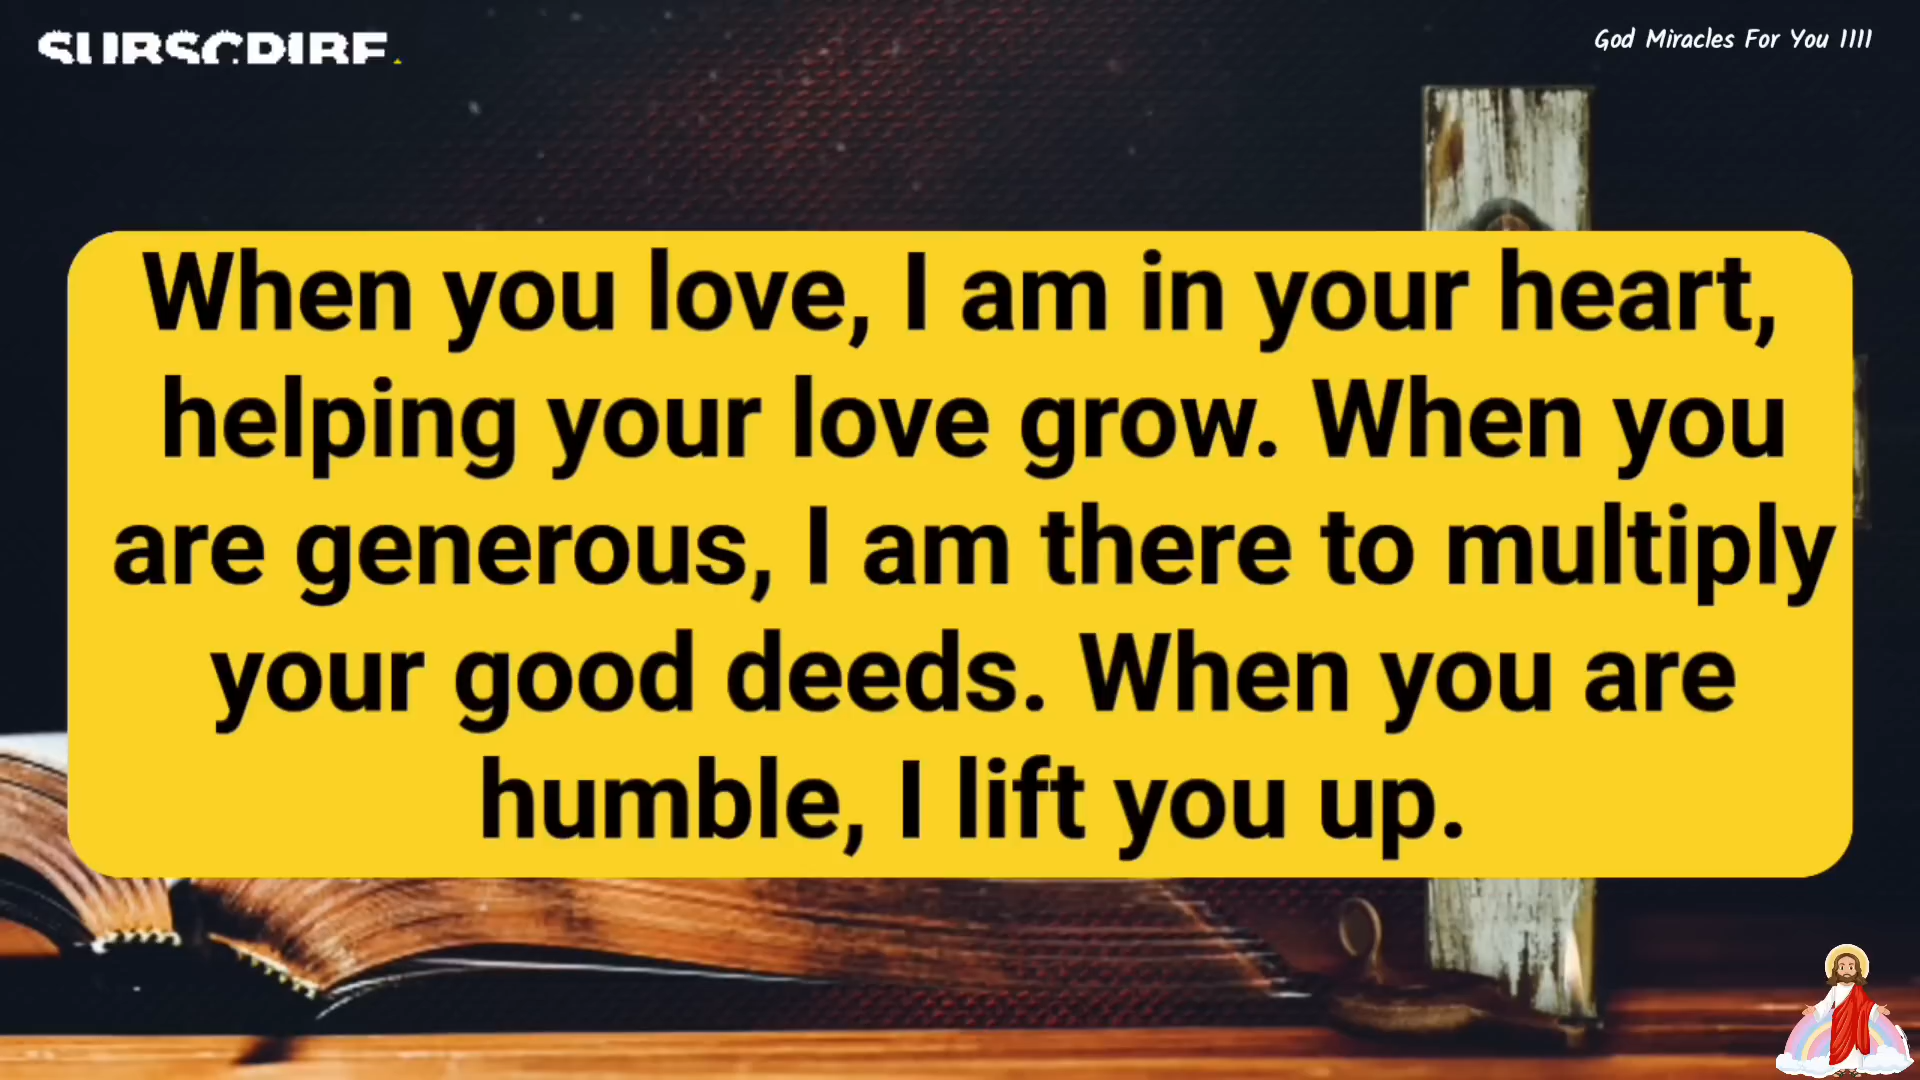 SUBSCRIBE.
God Miracles For You 1111
When you love, I am in your heart,
helping your love grow. When you
are generous, I am there to multiply
your good deeds. When you are
humble, I lift you up.